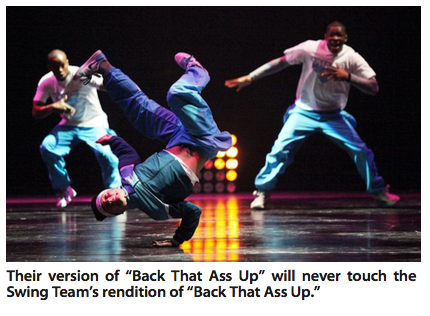 Their version of “Back That Ass Up” will never touch the
Swing Team’s rendition of “Back That Ass Up.”